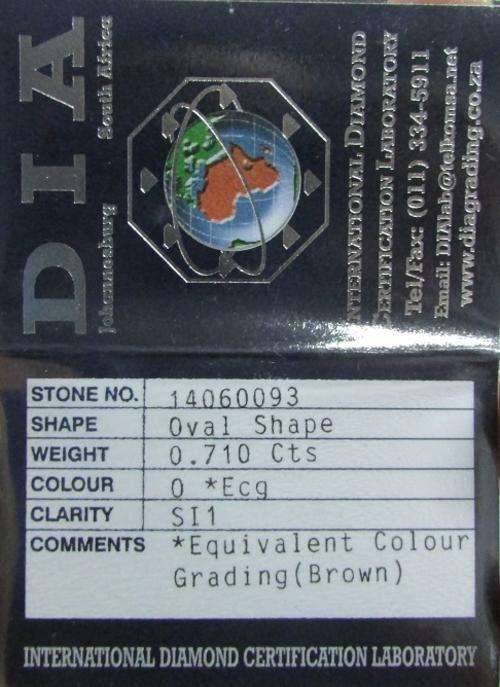 DIA
Johannesburg South Africa
INTERNATIONAL DIAMOND
CERTIFICATION LABORATORY
Tel/Fax: (011) 334-5911
Email: DIAlab@telkomsa.net
www.diagrading.co.za
STONE NO. 14060093
SHAPE Oval Shape
WEIGHT 0.710 Cts
COLOUR O *Ecg
CLARITY SI1
COMMENTS *Equivalent Colour
Grading(Brown)
INTERNATIONAL DIAMOND CERTIFICATION LABORATORY